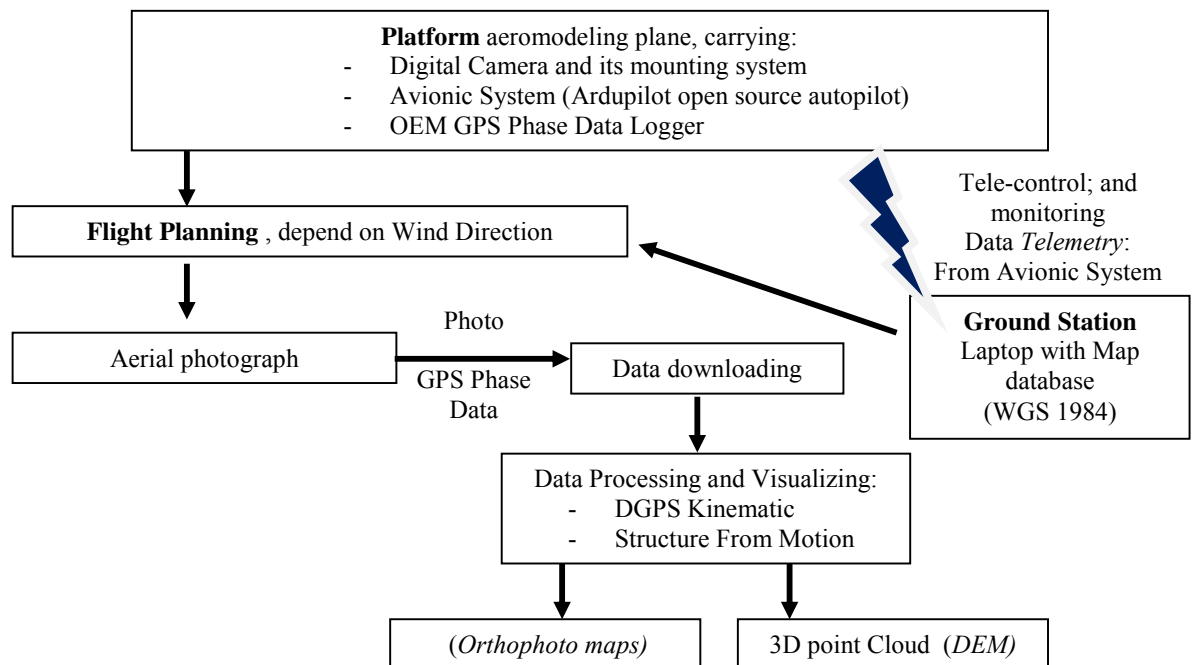 Platform aeromodeling plane, carrying:
- Digital Camera and its mounting system
- Avionic System (Ardupilot open source autopilot)
- OEM GPS Phase Data Logger
Tele-control; and
monitoring
Data Telemetry:
From Avionic System
Flight Planning , depend on Wind Direction
Ground Station
Laptop with Map
database
(WGS 1984)
Aerial photograph
Photo
GPS Phase
Data
Data downloading
Data Processing and Visualizing:
- DGPS Kinematic
- Structure From Motion
(Orthophoto maps)
3D point Cloud (DEM)